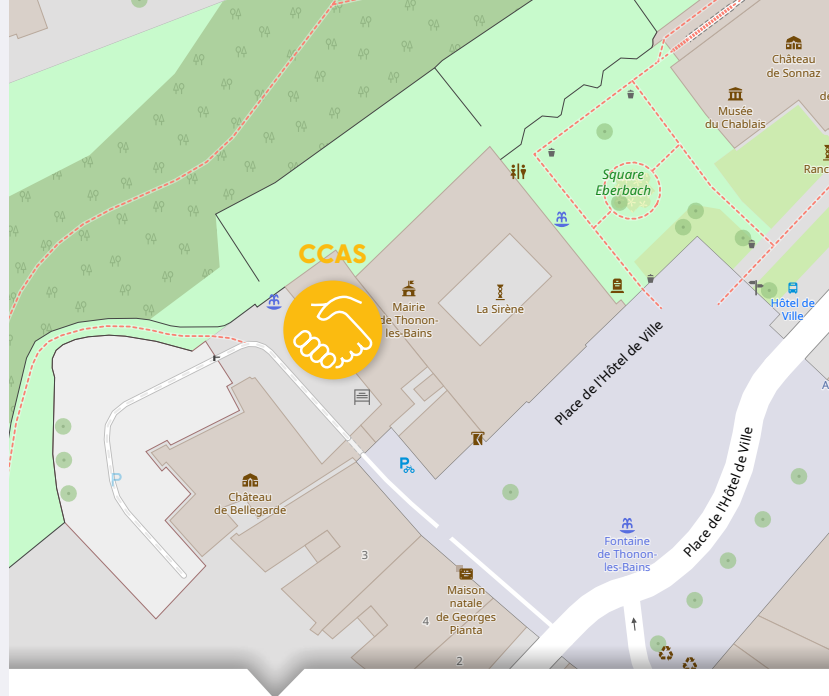 Château
de Sonnaz
Musée
du Chablais
de
Ranc
Square
Eberbach
CCAS
Mairie
de Thonon-
les-Bains
La Sirène
Hôtel de
Ville
Place de l'Hôtel de Ville
A
P
P
Château
de Bellegarde
Place de l'Hôtel de Ville
Fontaine
de Thonon-
les-Bains
3
Maison
natale
de Georges
Pianta
4
2